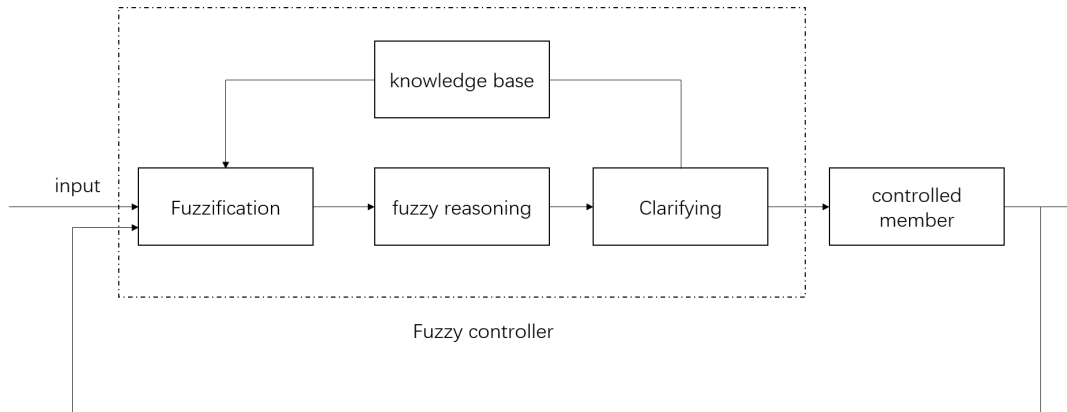 knowledge base
input
Fuzzification
fuzzy reasoning
Clarifying
controlled
member
Fuzzy controller